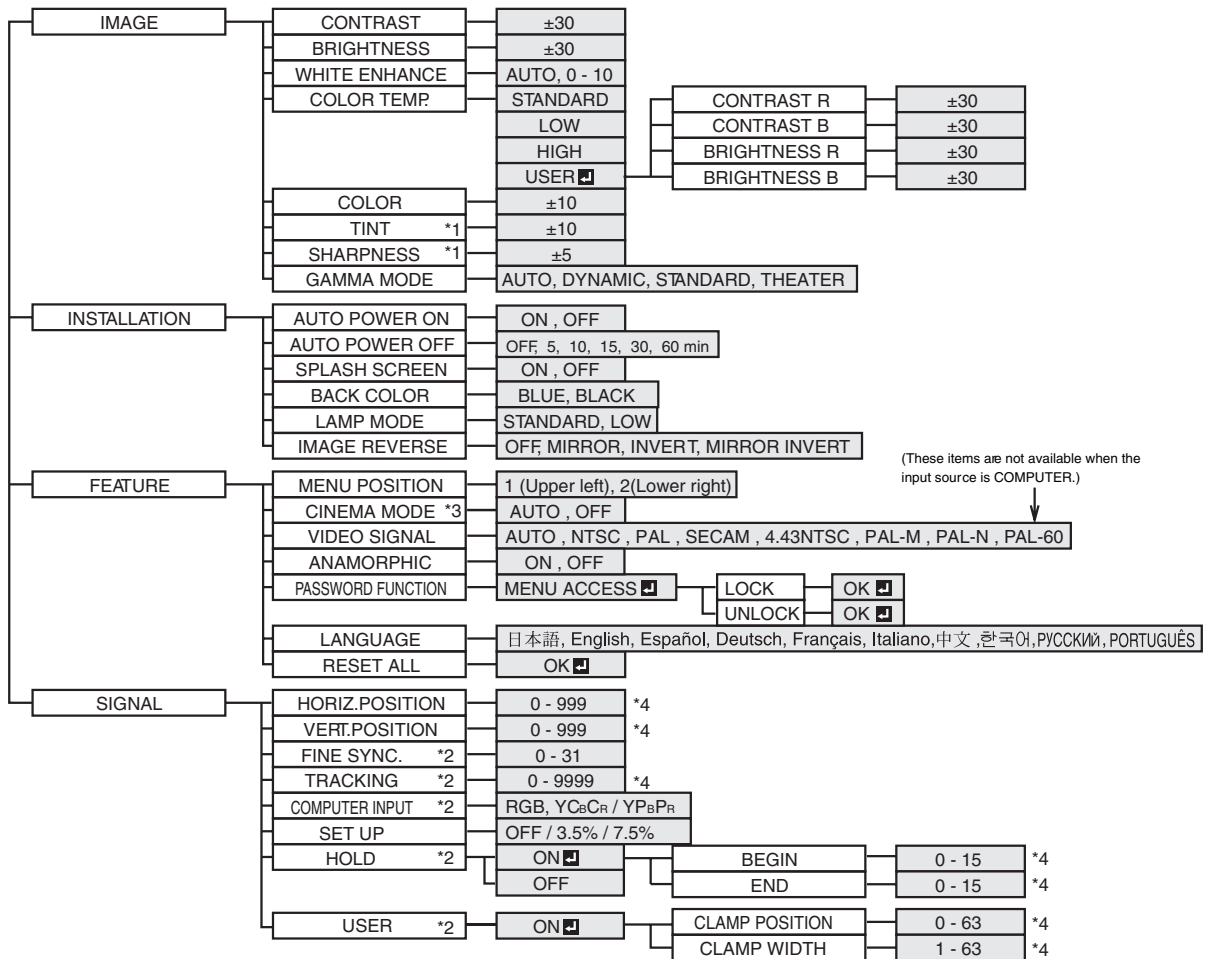 IMAGE CONTRAST ±30
BRIGHTNESS ±30
WHITE ENHANCE AUTO, 0 - 10
COLOR TEMP. STANDARD CONTRAST R ±30
LOW CONTRAST B ±30
HIGH BRIGHTNESS R ±30
USER BRIGHTNESS B ±30
COLOR ±10
TINT *1 ±10
SHARPNESS *1 ±5
GAMMA MODE AUTO, DYNAMIC, STANDARD, THEATER
INSTALLATION AUTO POWER ON ON , OFF
AUTO POWER OFF OFF, 5, 10, 15, 30, 60 min
SPLASH SCREEN ON , OFF
BACK COLOR BLUE, BLACK
LAMP MODE STANDARD, LOW
IMAGE REVERSE OFF, MIRROR, INVERT, MIRROR INVERT
(These items are not available when the
input source is COMPUTER.)
FEATURE MENU POSITION 1 (Upper left), 2(Lower right)
CINEMA MODE *3 AUTO , OFF
VIDEO SIGNAL AUTO , NTSC , PAL , SECAM , 4.43NTSC , PAL-M , PAL-N , PAL-60
ANAMORPHIC ON , OFF
PASSWORD FUNCTION MENU ACCESS LOCK OK
UNLOCK OK
LANGUAGE 日本語, English, Español, Deutsch, Français, Italiano,中文 ,한국어,РУССКИЙ, PORTUGUÊS
RESET ALL OK
SIGNAL HORIZ.POSITION 0 - 999 *4
VERT.POSITION 0 - 999 *4
FINE SYNC. *2 0 - 31
TRACKING *2 0 - 9999 *4
COMPUTER INPUT *2 RGB, YCBCR / YPBPR
SET UP OFF / 3.5% / 7.5%
HOLD *2 ON BEGIN 0 - 15 *4
OFF END 0 - 15 *4
USER *2 ON CLAMP POSITION 0 - 63 *4
CLAMP WIDTH 1 - 63 *4